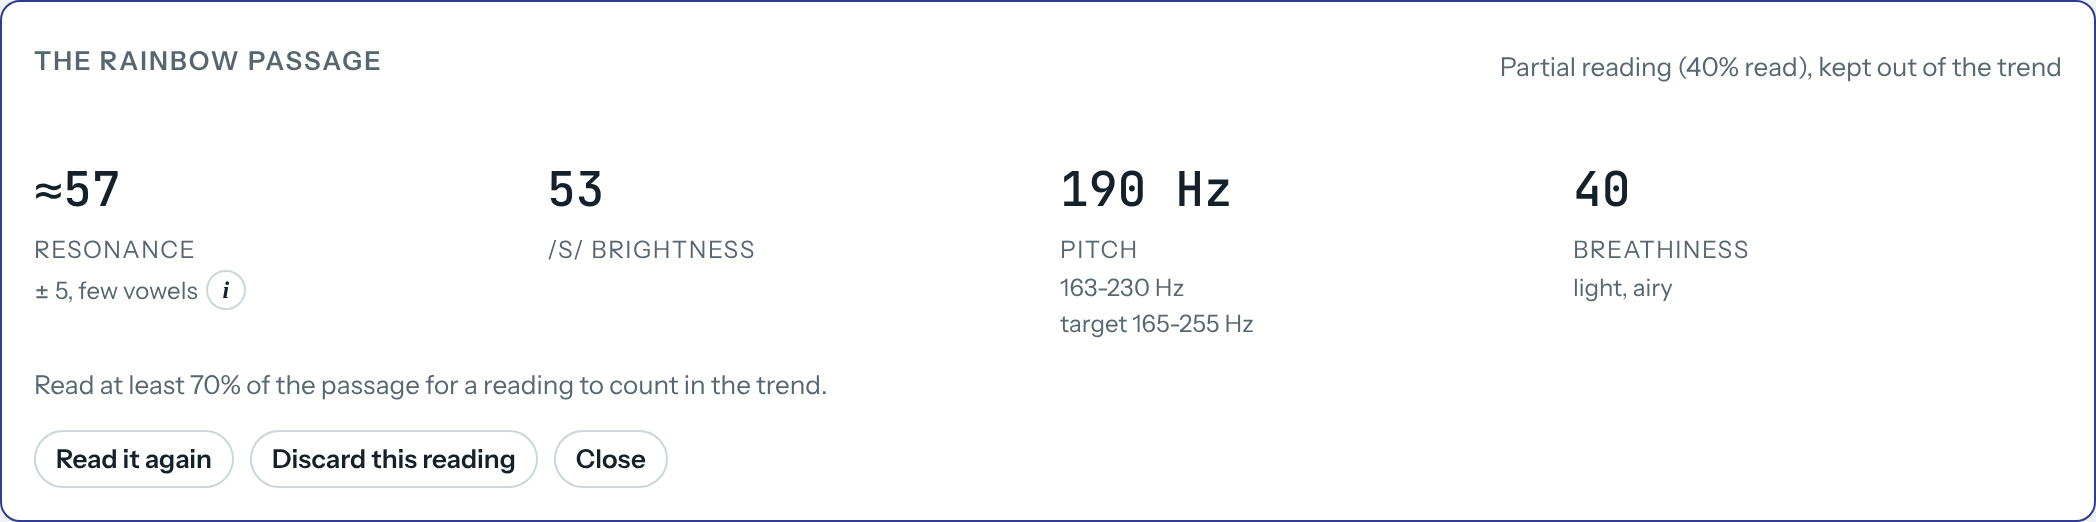 THE RAINBOW PASSAGE
Partial reading (40% read), kept out of the trend
≈57
RESONANCE
± 5, few vowels i
53
/S/ BRIGHTNESS
190 Hz
PITCH
163-230 Hz
target 165-255 Hz
40
BREATHINESS
light, airy
Read at least 70% of the passage for a reading to count in the trend.
Read it again
Discard this reading
Close